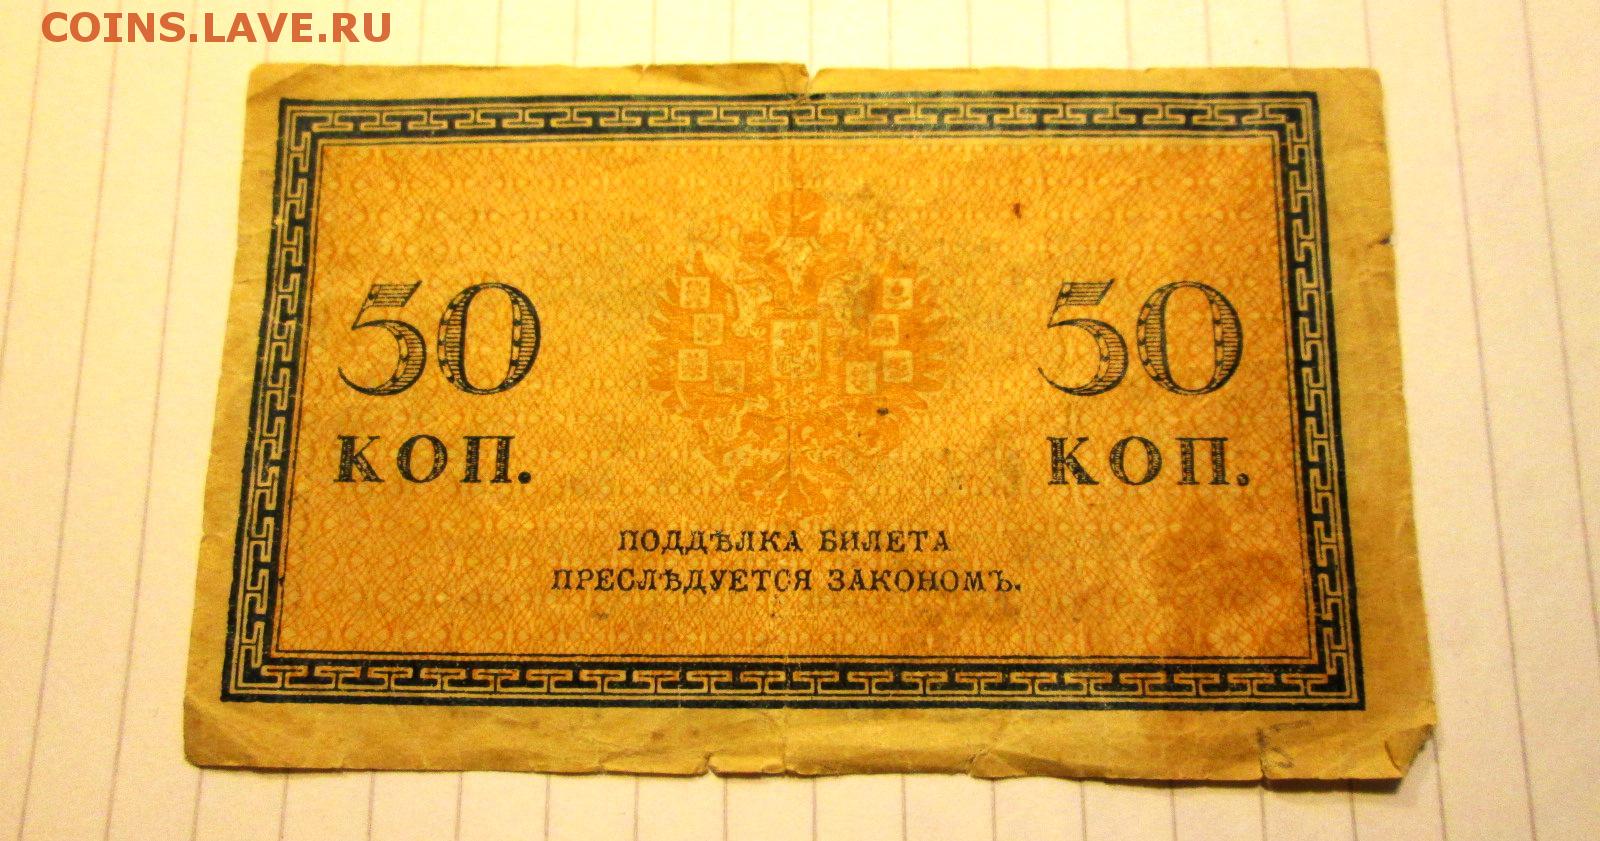 COINS.LAVE.RU
50 50
КОП. КОП.
ПОДДѢЛКА БИЛЕТА
ПРЕСЛѢДУЕТСЯ ЗАКОНОМЪ.